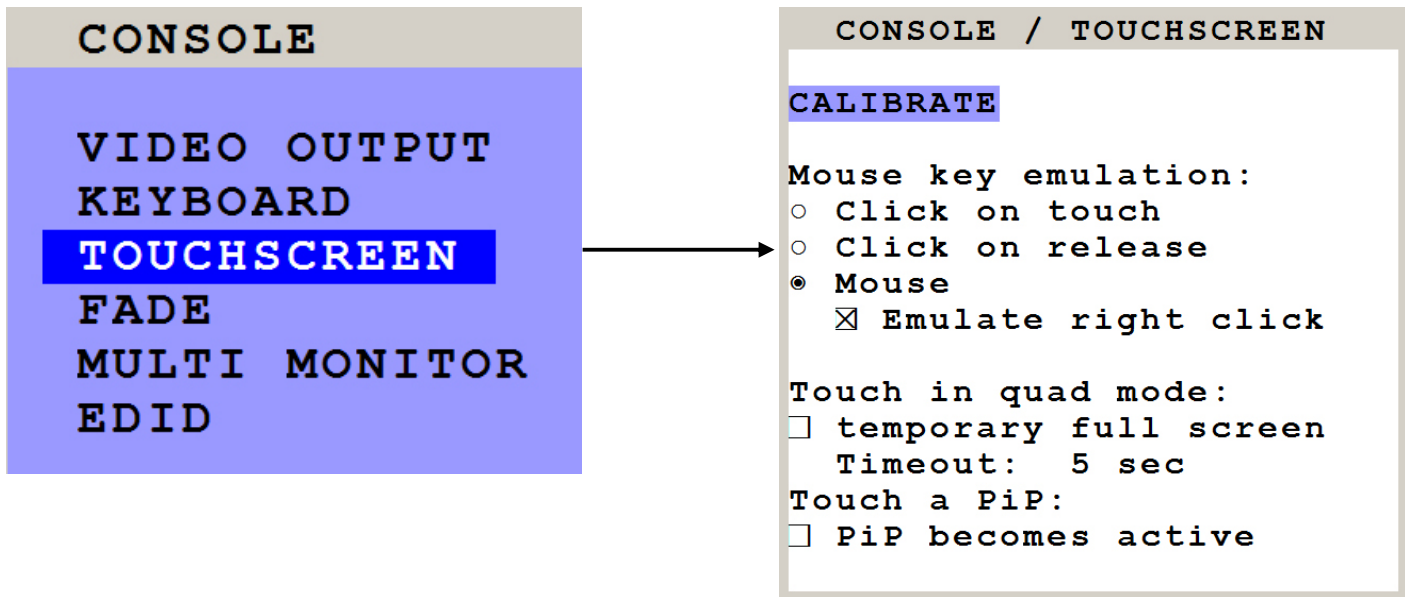 CONSOLE
VIDEO OUTPUT
KEYBOARD
TOUCHSCREEN
FADE
MULTI MONITOR
EDID
CONSOLE / TOUCHSCREEN
CALIBRATE
Mouse key emulation:
○ Click on touch
○ Click on release
◉ Mouse
☒ Emulate right click
Touch in quad mode:
☐ temporary full screen
Timeout: 5 sec
Touch a PiP:
☐ PiP becomes active